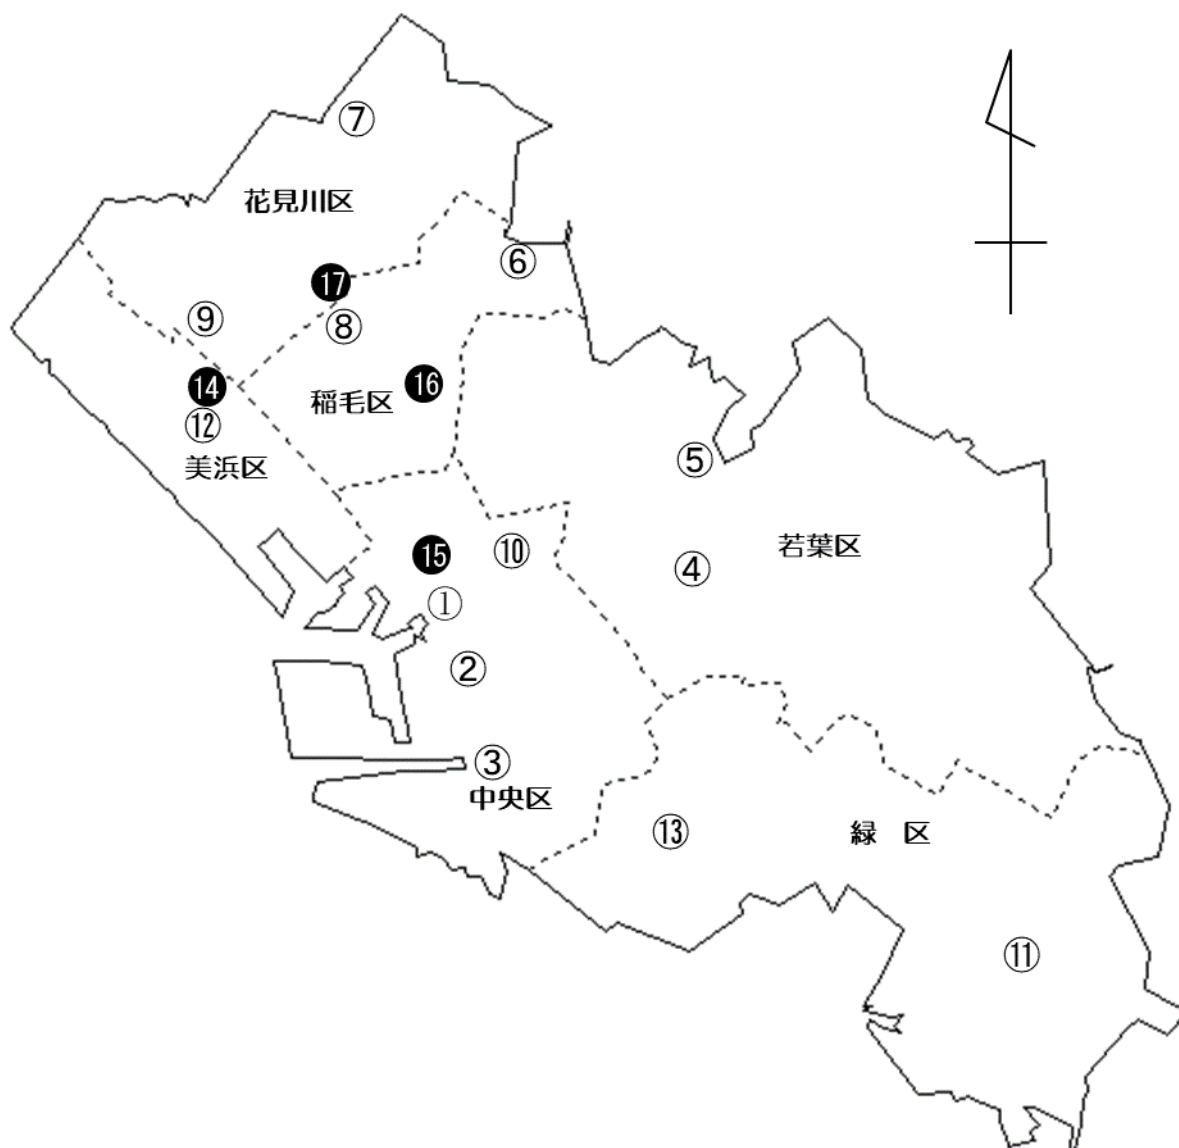 ⑦
花見川区
⑥
⓱
⑨
⑧
⓮
⓰
稲毛区
⑫
美浜区
⑤
⓯
⑩
若葉区
④
①
②
③
中央区
⑬
緑 区
⑪